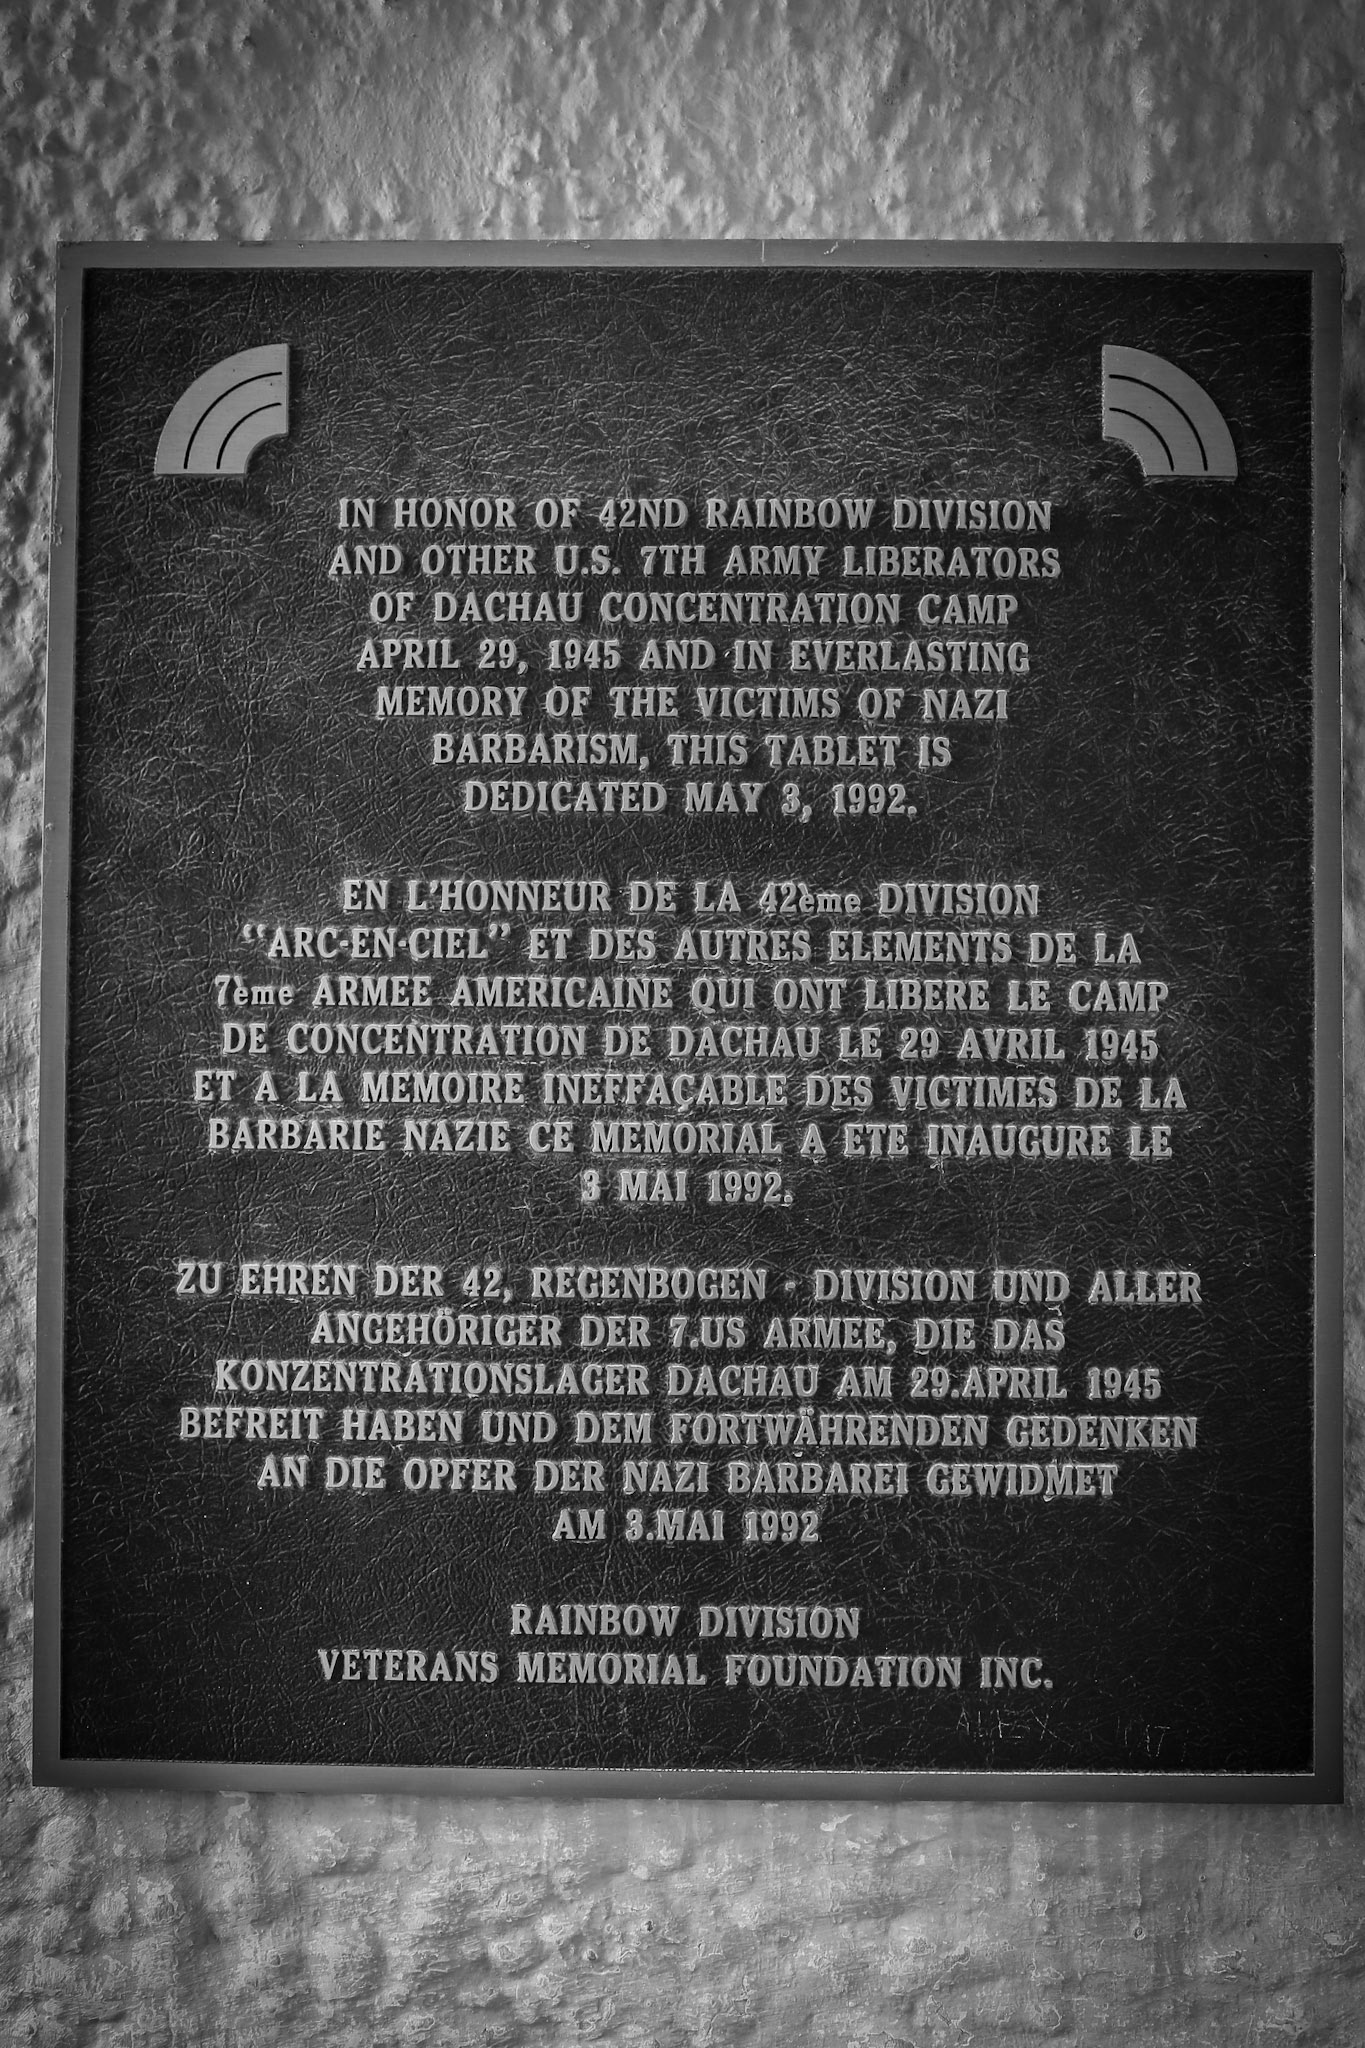 IN HONOR OF 42ND RAINBOW DIVISION
AND OTHER U.S. 7TH ARMY LIBERATORS
OF DACHAU CONCENTRATION CAMP
APRIL 29, 1945 AND IN EVERLASTING
MEMORY OF THE VICTIMS OF NAZI
BARBARISM, THIS TABLET IS
DEDICATED MAY 3, 1992.
EN L'HONNEUR DE LA 42ème DIVISION
“ARC-EN-CIEL” ET DES AUTRES ELEMENTS DE LA
7ème ARMEE AMERICAINE QUI ONT LIBERE LE CAMP
DE CONCENTRATION DE DACHAU LE 29 AVRIL 1945
ET A LA MEMOIRE INEFFAÇABLE DES VICTIMES DE LA
BARBARIE NAZIE CE MEMORIAL A ETE INAUGURE LE
3 MAI 1992.
ZU EHREN DER 42, REGENBOGEN - DIVISION UND ALLER
ANGEHÖRIGER DER 7.US ARMEE, DIE DAS
KONZENTRATIONSLAGER DACHAU AM 29.APRIL 1945
BEFREIT HABEN UND DEM FORTWÄHRENDEN GEDENKEN
AN DIE OPFER DER NAZI BARBAREI GEWIDMET
AM 3.MAI 1992
RAINBOW DIVISION
VETERANS MEMORIAL FOUNDATION INC.
ALEX